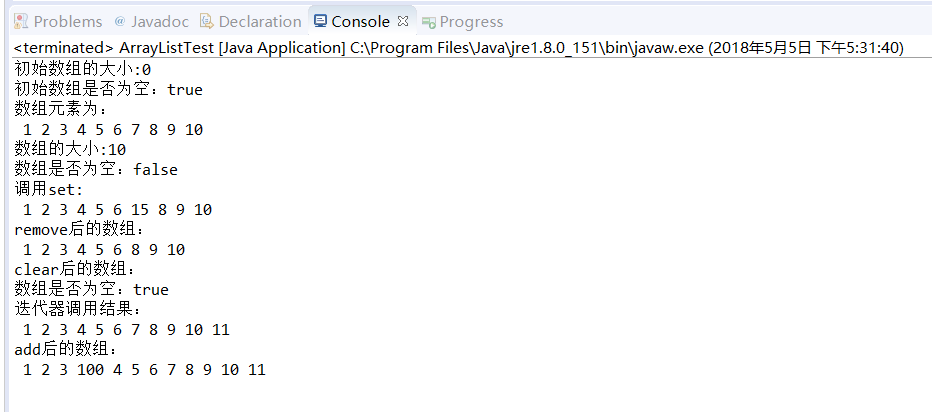 Problems @ Javadoc Declaration Console Progress
<terminated> ArrayListTest [Java Application] C:\Program Files\Java\jre1.8.0_151\bin\javaw.exe (2018年5月5日 下午5:31:40)
初始数组的大小:0
初始数组是否为空：true
数组元素为：
1 2 3 4 5 6 7 8 9 10
数组的大小:10
数组是否为空：false
调用set:
1 2 3 4 5 6 15 8 9 10
remove后的数组：
1 2 3 4 5 6 8 9 10
clear后的数组：
数组是否为空：true
迭代器调用结果：
1 2 3 4 5 6 7 8 9 10 11
add后的数组：
1 2 3 100 4 5 6 7 8 9 10 11